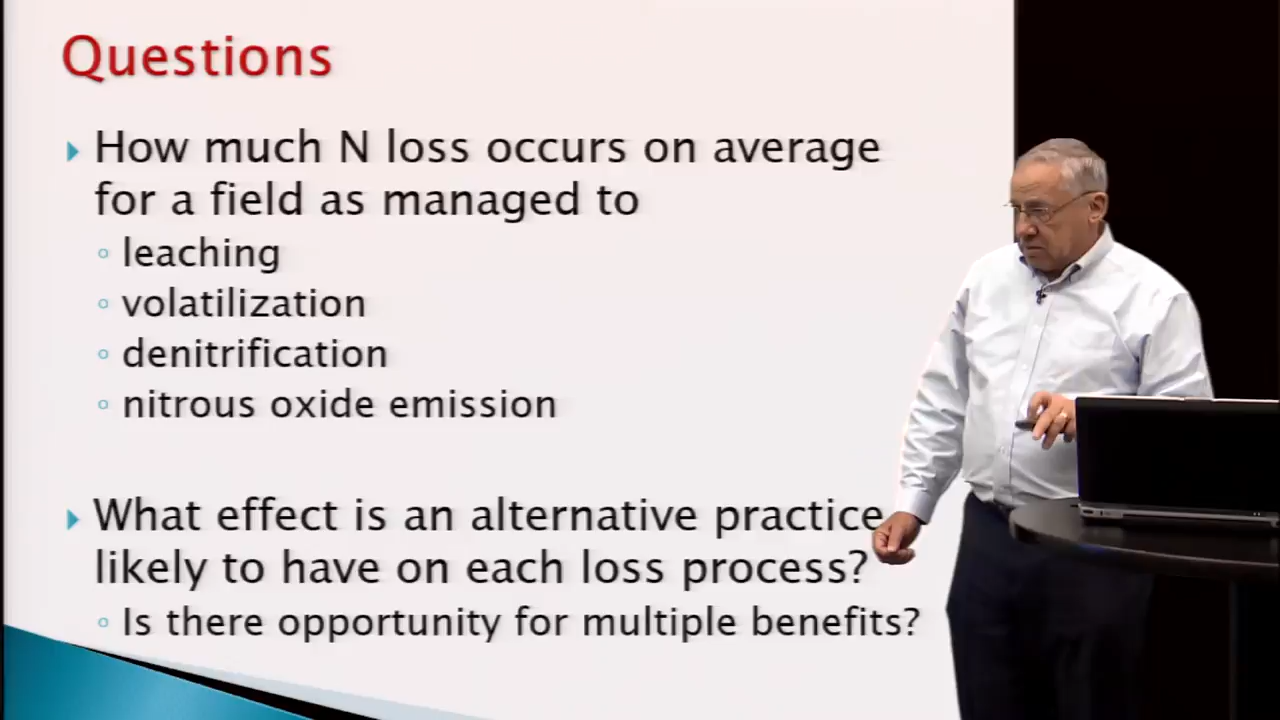 Questions
How much N loss occurs on average
for a field as managed to
leaching
volatilization
denitrification
nitrous oxide emission
What effect is an alternative practice
likely to have on each loss process?
Is there opportunity for multiple benefits?